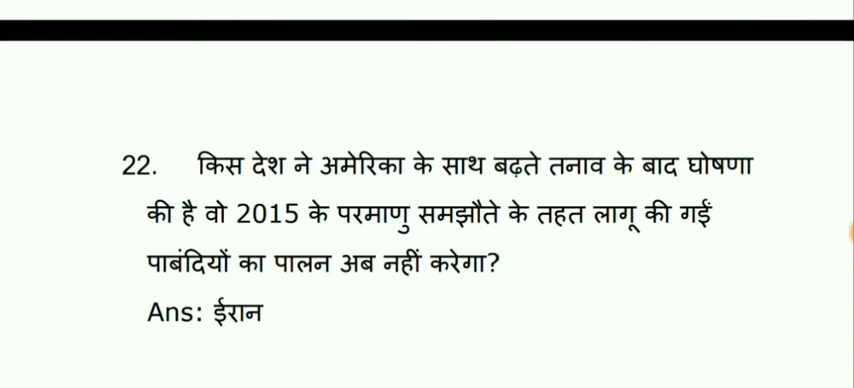 22. किस देश ने अमेरिका के साथ बढ़ते तनाव के बाद घोषणा
की है वो 2015 के परमाणु समझौते के तहत लागू की गईं
पाबंदियों का पालन अब नहीं करेगा?
Ans: ईरान